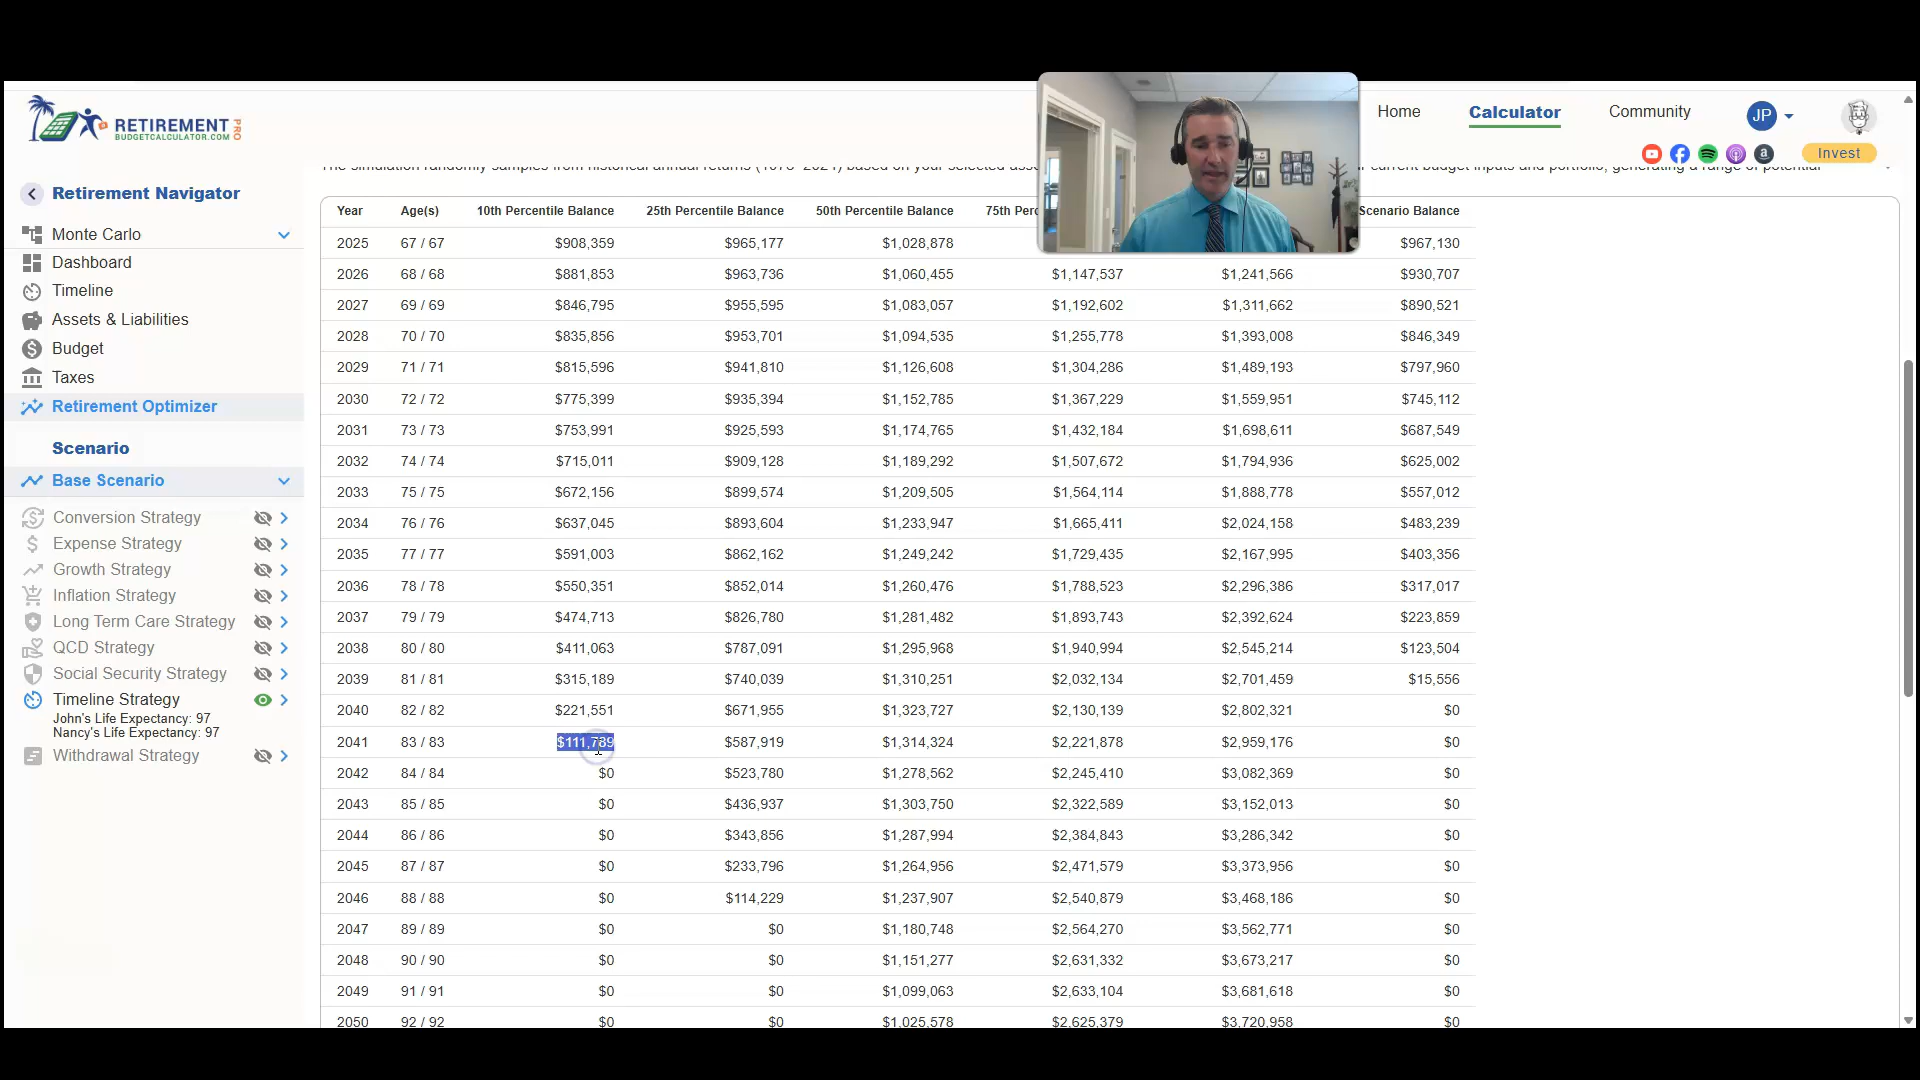 RETIREMENT PRO
BUDGETCALCULATOR.COM
Home
Calculator
Community
JP
Invest
Retirement Navigator
Monte Carlo
Dashboard
Timeline
Assets & Liabilities
Budget
Taxes
Retirement Optimizer
Scenario
Base Scenario
Conversion Strategy
Expense Strategy
Growth Strategy
Inflation Strategy
Long Term Care Strategy
QCD Strategy
Social Security Strategy
Timeline Strategy
John's Life Expectancy: 97
Nancy's Life Expectancy: 97
Withdrawal Strategy
Year Age(s) 10th Percentile Balance 25th Percentile Balance 50th Percentile Balance 75th Scenario Balance
2025 67 / 67 $908,359 $965,177 $1,028,878 $967,130
2026 68 / 68 $881,853 $963,736 $1,060,455 $1,147,537 $1,241,566 $930,707
2027 69 / 69 $846,795 $955,595 $1,083,057 $1,192,602 $1,311,662 $890,521
2028 70 / 70 $835,856 $953,701 $1,094,535 $1,255,778 $1,393,008 $846,349
2029 71 / 71 $815,596 $941,810 $1,126,608 $1,304,286 $1,489,193 $797,960
2030 72 / 72 $775,399 $935,394 $1,152,785 $1,367,229 $1,559,951 $745,112
2031 73 / 73 $753,991 $925,593 $1,174,765 $1,432,184 $1,698,611 $687,549
2032 74 / 74 $715,011 $909,128 $1,189,292 $1,507,672 $1,794,936 $625,002
2033 75 / 75 $672,156 $899,574 $1,209,505 $1,564,114 $1,888,778 $557,012
2034 76 / 76 $637,045 $893,604 $1,233,947 $1,665,411 $2,024,158 $483,239
2035 77 / 77 $591,003 $862,162 $1,249,242 $1,729,435 $2,167,995 $403,356
2036 78 / 78 $550,351 $852,014 $1,260,476 $1,788,523 $2,296,386 $317,017
2037 79 / 79 $474,713 $826,780 $1,281,482 $1,893,743 $2,392,624 $223,859
2038 80 / 80 $411,063 $787,091 $1,295,968 $1,940,994 $2,545,214 $123,504
2039 81 / 81 $315,189 $740,039 $1,310,251 $2,032,134 $2,701,459 $15,556
2040 82 / 82 $221,551 $671,955 $1,323,727 $2,130,139 $2,802,321 $0
2041 83 / 83 $111,789 $587,919 $1,314,324 $2,221,878 $2,959,176 $0
2042 84 / 84 $0 $523,780 $1,278,562 $2,245,410 $3,082,369 $0
2043 85 / 85 $0 $436,937 $1,303,750 $2,322,589 $3,152,013 $0
2044 86 / 86 $0 $343,856 $1,287,994 $2,384,843 $3,286,342 $0
2045 87 / 87 $0 $233,796 $1,264,956 $2,471,579 $3,373,956 $0
2046 88 / 88 $0 $114,229 $1,237,907 $2,540,879 $3,468,186 $0
2047 89 / 89 $0 $0 $1,180,748 $2,564,270 $3,562,771 $0
2048 90 / 90 $0 $0 $1,151,277 $2,631,332 $3,673,217 $0
2049 91 / 91 $0 $0 $1,099,063 $2,633,104 $3,681,618 $0
2050 92 / 92 $0 $0 $1,025,578 $2,625,379 $3,720,958 $0